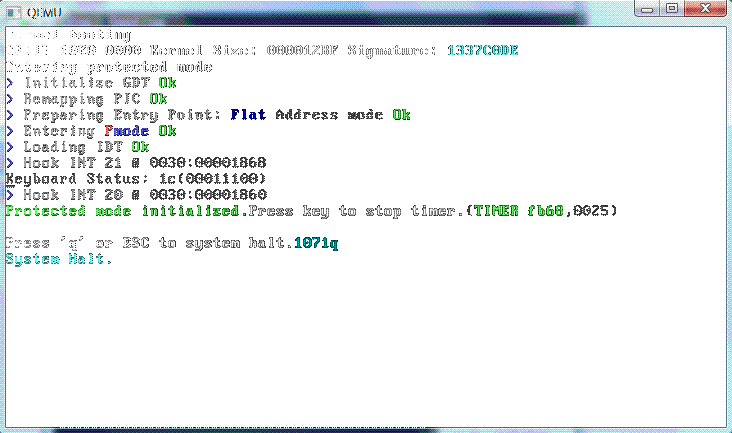 QEMU
Kernel booting
0000 Kernel Size: 000012BF Signature: 1337C0DE
Entering protected mode
> Initialize GDT Ok
> Remapping PIC Ok
> Preparing Entry Point: Flat Address mode Ok
> Entering Pmode Ok
> Loading IDT Ok
> Hook INT 21 @ 0030:00001868
Keyboard Status: 1c(00011100)
> Hook INT 20 @ 0030:00001860
Protected mode initialized.Press key to stop timer.(TIMER fb60,0025)
Press 'q' or ESC to system halt.1071q
System Halt.